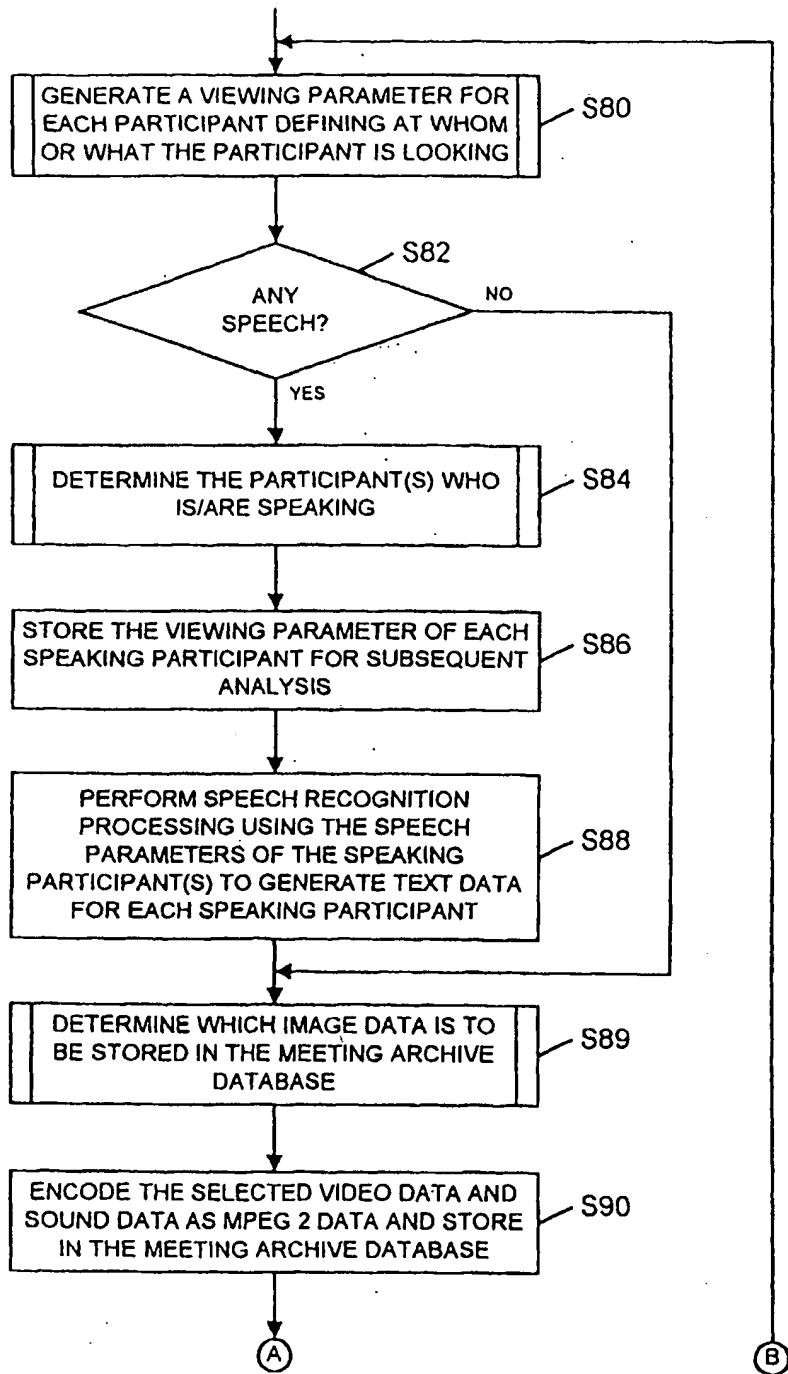 GENERATE A VIEWING PARAMETER FOR
EACH PARTICIPANT DEFINING AT WHOM
OR WHAT THE PARTICIPANT IS LOOKING
S80
S82
ANY
SPEECH?
NO
YES
DETERMINE THE PARTICIPANT(S) WHO
IS/ARE SPEAKING
S84
STORE THE VIEWING PARAMETER OF EACH
SPEAKING PARTICIPANT FOR SUBSEQUENT
ANALYSIS
S86
PERFORM SPEECH RECOGNITION
PROCESSING USING THE SPEECH
PARAMETERS OF THE SPEAKING
PARTICIPANT(S) TO GENERATE TEXT DATA
FOR EACH SPEAKING PARTICIPANT
S88
DETERMINE WHICH IMAGE DATA IS TO
BE STORED IN THE MEETING ARCHIVE
DATABASE
S89
ENCODE THE SELECTED VIDEO DATA AND
SOUND DATA AS MPEG 2 DATA AND STORE
IN THE MEETING ARCHIVE DATABASE
S90
A
B